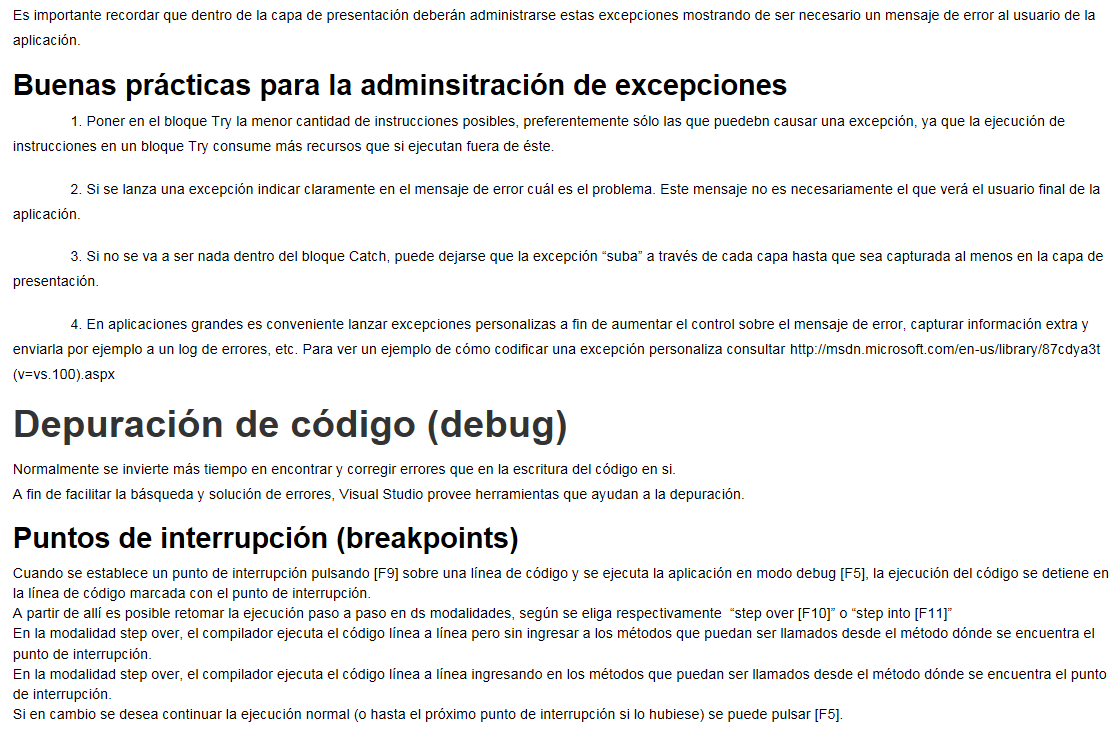 Es importante recordar que dentro de la capa de presentación deberán administrarse estas excepciones mostrando de ser necesario un mensaje de error al usuario de la
aplicación.
Buenas prácticas para la adminsitración de excepciones
1. Poner en el bloque Try la menor cantidad de instrucciones posibles, preferentemente sólo las que puedebn causar una excepción, ya que la ejecución de
instrucciones en un bloque Try consume más recursos que si ejecutan fuera de éste.
2. Si se lanza una excepción indicar claramente en el mensaje de error cuál es el problema. Este mensaje no es necesariamente el que verá el usuario final de la
aplicación.
3. Si no se va a ser nada dentro del bloque Catch, puede dejarse que la excepción “suba” a través de cada capa hasta que sea capturada al menos en la capa de
presentación.
4. En aplicaciones grandes es conveniente lanzar excepciones personalizas a fin de aumentar el control sobre el mensaje de error, capturar información extra y
enviarla por ejemplo a un log de errores, etc. Para ver un ejemplo de cómo codificar una excepción personaliza consultar http://msdn.microsoft.com/en-us/library/87cdya3t
(v=vs.100).aspx
Depuración de código (debug)
Normalmente se invierte más tiempo en encontrar y corregir errores que en la escritura del código en si.
A fin de facilitar la básqueda y solución de errores, Visual Studio provee herramientas que ayudan a la depuración.
Puntos de interrupción (breakpoints)
Cuando se establece un punto de interrupción pulsando [F9] sobre una línea de código y se ejecuta la aplicación en modo debug [F5], la ejecución del código se detiene en
la línea de código marcada con el punto de interrupción.
A partir de allí es posible retomar la ejecución paso a paso en ds modalidades, según se eliga respectivamente “step over [F10]” o “step into [F11]”
En la modalidad step over, el compilador ejecuta el código línea a línea pero sin ingresar a los métodos que puedan ser llamados desde el método dónde se encuentra el
punto de interrupción.
En la modalidad step over, el compilador ejecuta el código línea a línea ingresando en los métodos que puedan ser llamados desde el método dónde se encuentra el punto
de interrupción.
Si en cambio se desea continuar la ejecución normal (o hasta el próximo punto de interrupción si lo hubiese) se puede pulsar [F5].